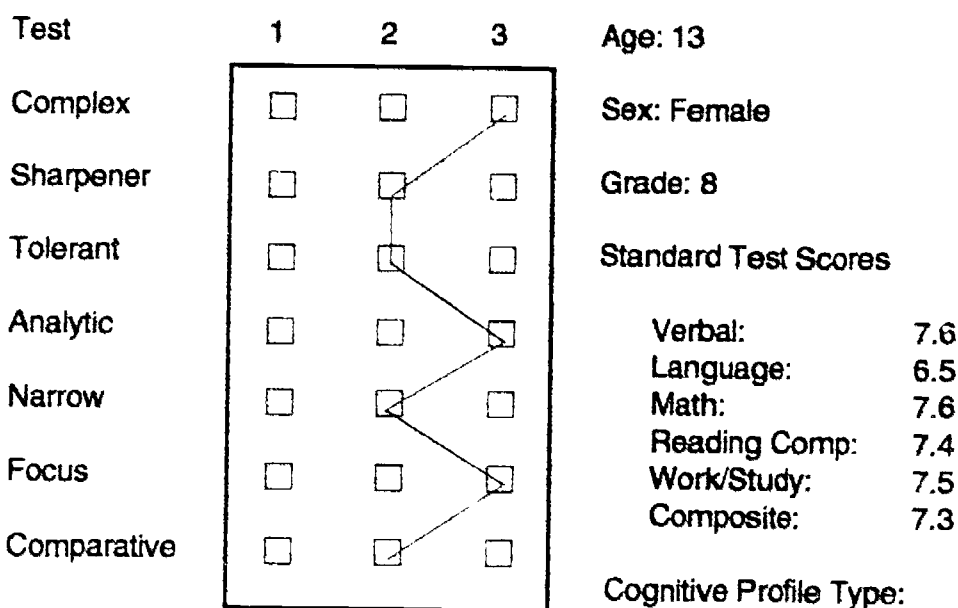 Test 1 2 3 Age: 13
Complex Sex: Female
Sharpener Grade: 8
Tolerant Standard Test Scores
Analytic Verbal: 7.6
Language: 6.5
Narrow Math: 7.6
Reading Comp: 7.4
Focus Work/Study: 7.5
Composite: 7.3
Comparative
Cognitive Profile Type: